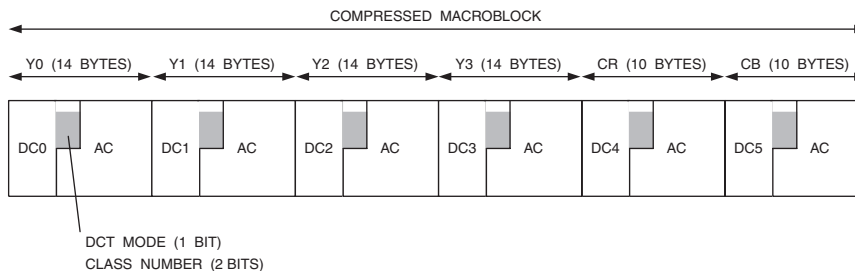 COMPRESSED MACROBLOCK
Y0 (14 BYTES) Y1 (14 BYTES) Y2 (14 BYTES) Y3 (14 BYTES) CR (10 BYTES) CB (10 BYTES)
DC0 AC DC1 AC DC2 AC DC3 AC DC4 AC DC5 AC
DCT MODE (1 BIT)
CLASS NUMBER (2 BITS)